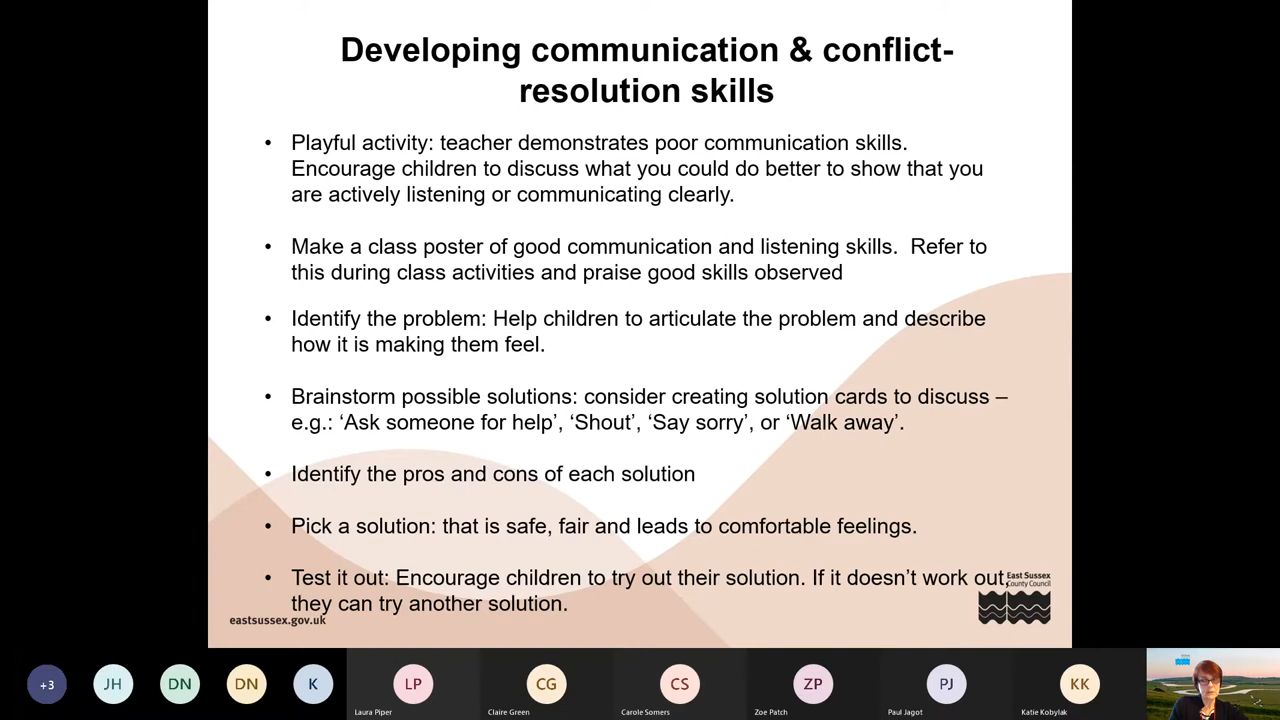 Developing communication & conflict-
resolution skills
• Playful activity: teacher demonstrates poor communication skills.
Encourage children to discuss what you could do better to show that you
are actively listening or communicating clearly.
• Make a class poster of good communication and listening skills.  Refer to
this during class activities and praise good skills observed
• Identify the problem: Help children to articulate the problem and describe
how it is making them feel.
• Brainstorm possible solutions: consider creating solution cards to discuss –
e.g.: ‘Ask someone for help’, ‘Shout’, ‘Say sorry’, or ‘Walk away’.
• Identify the pros and cons of each solution
• Pick a solution: that is safe, fair and leads to comfortable feelings.
• Test it out: Encourage children to try out their solution. If it doesn’t work out,
they can try another solution.
East Sussex
County Council
eastsussex.gov.uk
+3 JH DN DN K LP CG CS ZP PJ KK
Laura Piper Claire Green Carole Somers Zoe Patch Paul Jagot Katie Kobylak